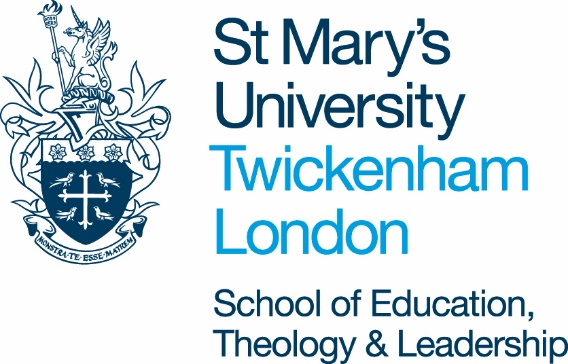 St Mary's
University
Twickenham
London
School of Education,
Theology & Leadership
MONSTRA·TE·ESSE·MATREM